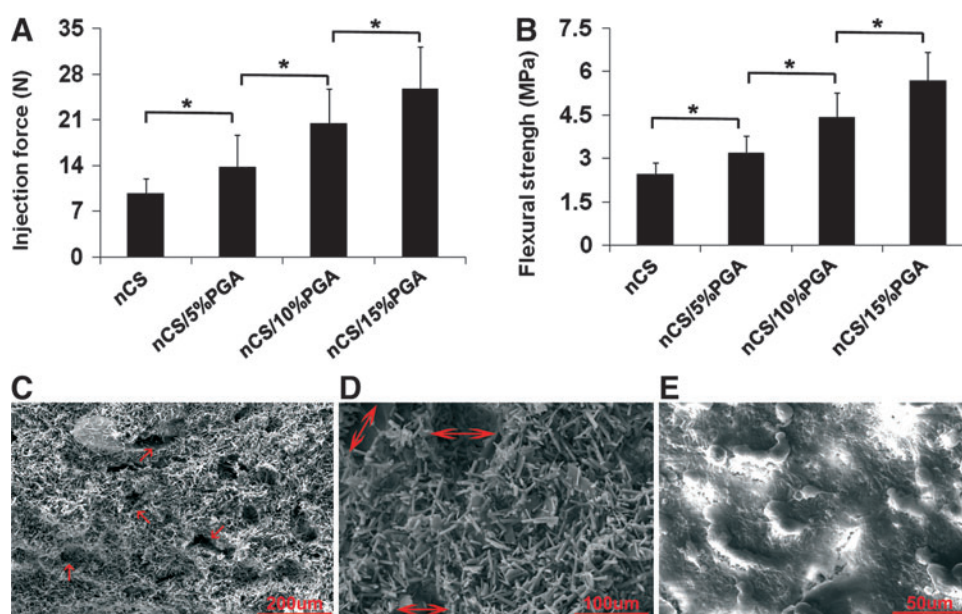 A
Injection force (N)
35
28
21
14
7
0
*
*
*
nCS
nCS/5%PGA
nCS/10%PGA
nCS/15%PGA
B
Flexural strengh (MPa)
7.5
6
4.5
3
1.5
0
*
*
*
nCS
nCS/5%PGA
nCS/10%PGA
nCS/15%PGA
C
200um
D
100um
E
50um